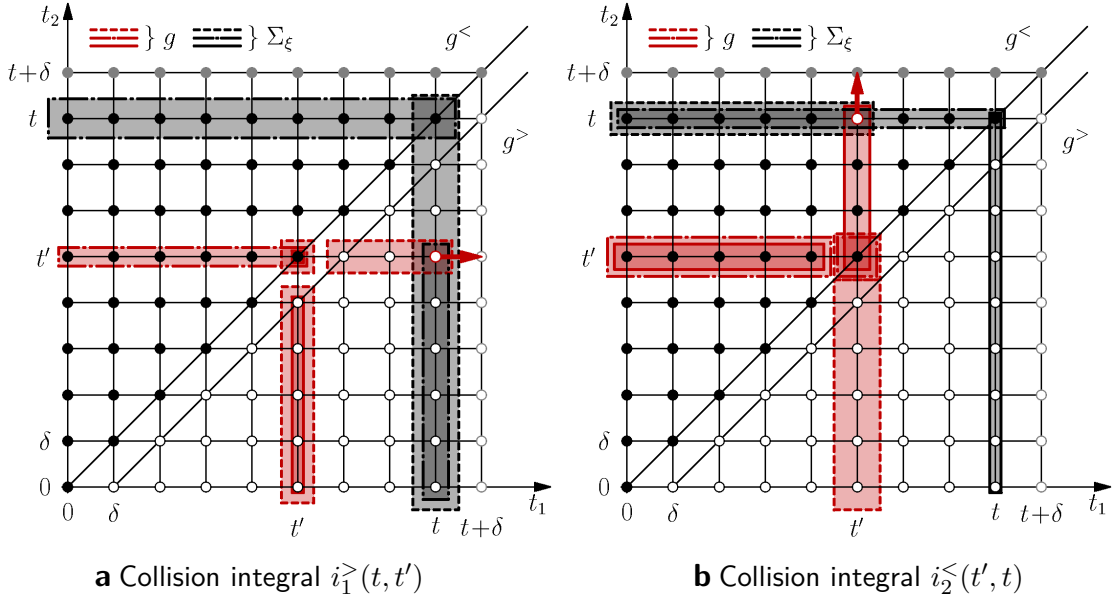 t₂
} g } Σ_ξ
g^<
t+δ
t
g^>
t′
δ
0
0 δ t′ t t+δ
t₁
a Collision integral i₁^>(t, t′)
t₂
} g } Σ_ξ
g^<
t+δ
t
g^>
t′
δ
0
0 δ t′ t t+δ
t₁
b Collision integral i₂^<(t′, t)